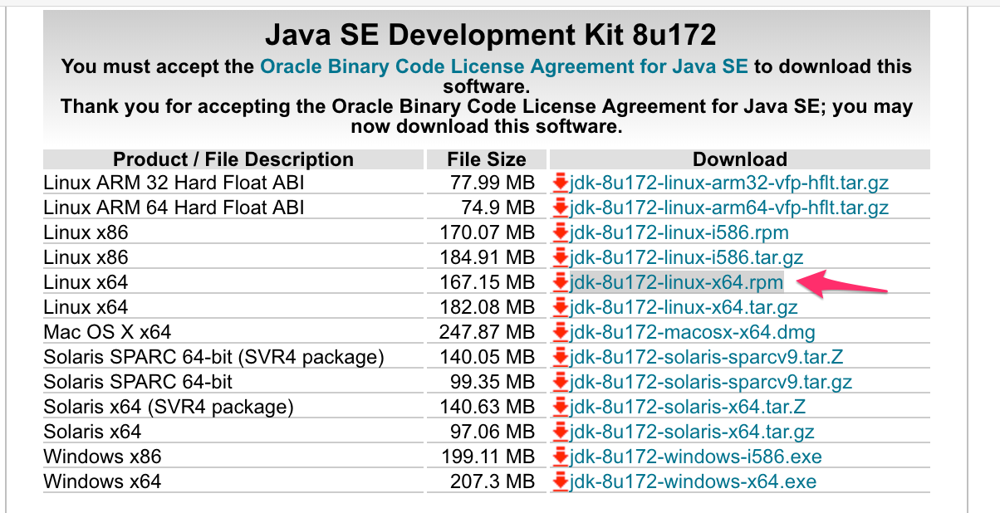 Java SE Development Kit 8u172
You must accept the Oracle Binary Code License Agreement for Java SE to download this
software.
Thank you for accepting the Oracle Binary Code License Agreement for Java SE; you may
now download this software.
Product / File Description File Size Download
Linux ARM 32 Hard Float ABI 77.99 MB jdk-8u172-linux-arm32-vfp-hflt.tar.gz
Linux ARM 64 Hard Float ABI 74.9 MB jdk-8u172-linux-arm64-vfp-hflt.tar.gz
Linux x86 170.07 MB jdk-8u172-linux-i586.rpm
Linux x86 184.91 MB jdk-8u172-linux-i586.tar.gz
Linux x64 167.15 MB jdk-8u172-linux-x64.rpm
Linux x64 182.08 MB jdk-8u172-linux-x64.tar.gz
Mac OS X x64 247.87 MB jdk-8u172-macosx-x64.dmg
Solaris SPARC 64-bit (SVR4 package) 140.05 MB jdk-8u172-solaris-sparcv9.tar.Z
Solaris SPARC 64-bit 99.35 MB jdk-8u172-solaris-sparcv9.tar.gz
Solaris x64 (SVR4 package) 140.63 MB jdk-8u172-solaris-x64.tar.Z
Solaris x64 97.06 MB jdk-8u172-solaris-x64.tar.gz
Windows x86 199.11 MB jdk-8u172-windows-i586.exe
Windows x64 207.3 MB jdk-8u172-windows-x64.exe